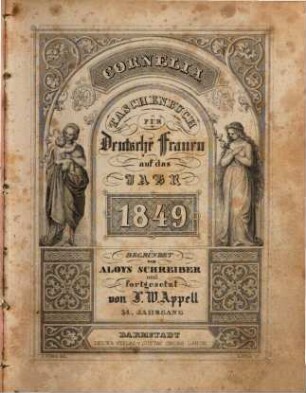 CORNELIA
TASCHENBUCH
FÜR
Deutsche Frauen
auf das
JAHR
1849
BEGRÜNDET
VON
ALOYS SCHREIBER
und
fortgesetzt
von J. W. Appell
34. JAHRGANG
DARMSTADT